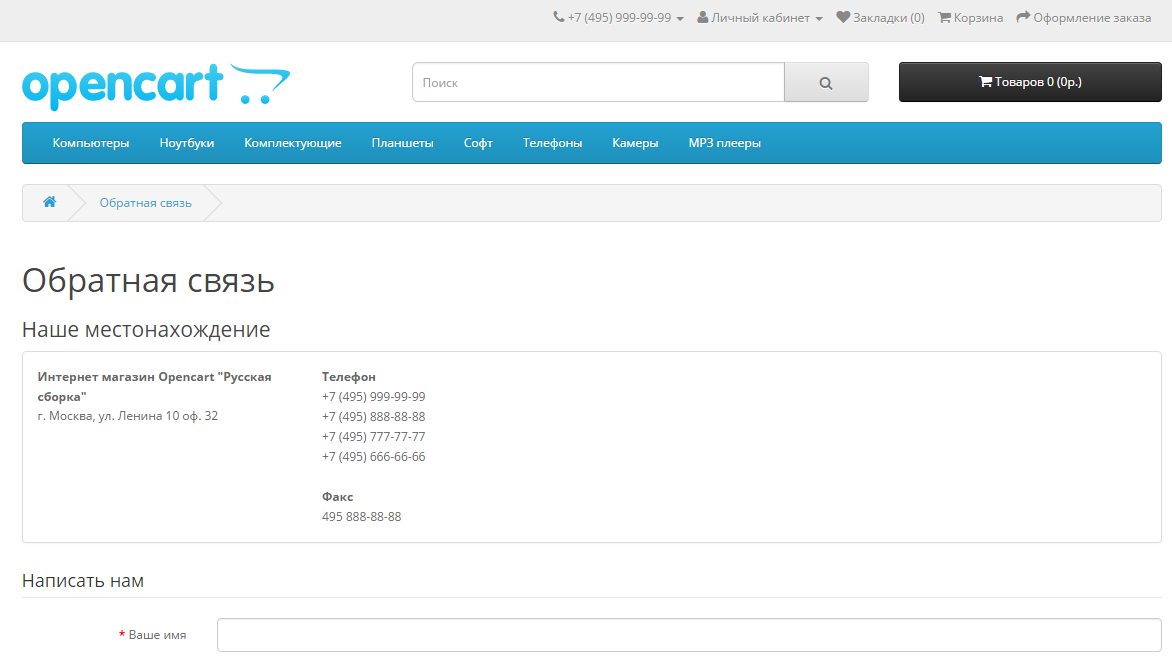 +7 (495) 999-99-99 Личный кабинет Закладки (0) Корзина Оформление заказа
opencart Поиск Товаров 0 (0р.)
Компьютеры Ноутбуки Комплектующие Планшеты Софт Телефоны Камеры MP3 плееры
Обратная связь
Обратная связь
Наше местонахождение
Интернет магазин Opencart "Русская
сборка"
г. Москва, ул. Ленина 10 оф. 32
Телефон
+7 (495) 999-99-99
+7 (495) 888-88-88
+7 (495) 777-77-77
+7 (495) 666-66-66
Факс
495 888-88-88
Написать нам
* Ваше имя